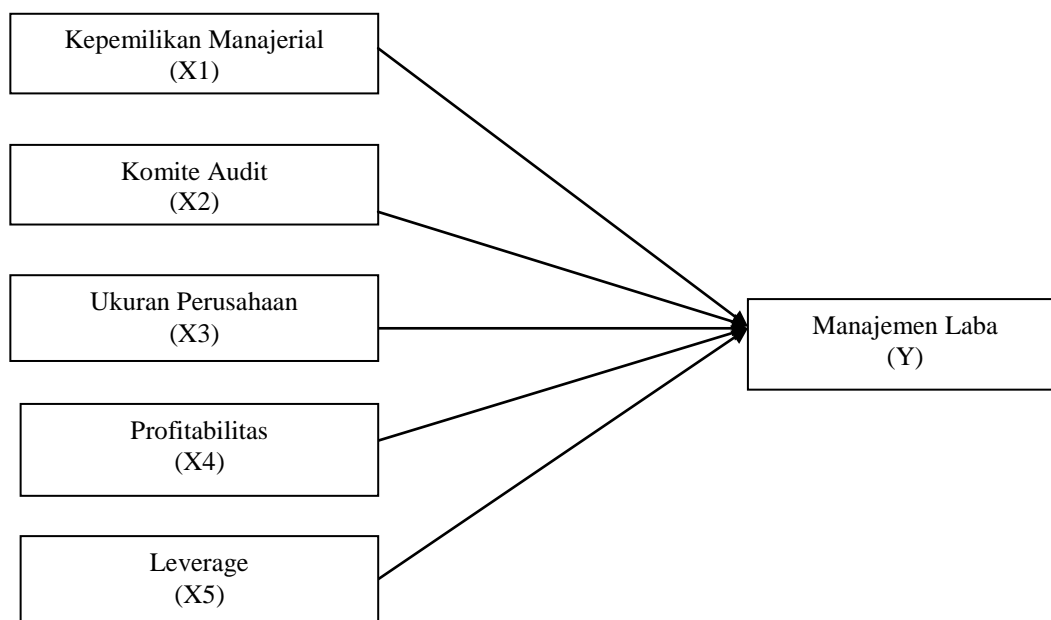 Kepemilikan Manajerial
(X1)
Komite Audit
(X2)
Ukuran Perusahaan
(X3)
Manajemen Laba
(Y)
Profitabilitas
(X4)
Leverage
(X5)